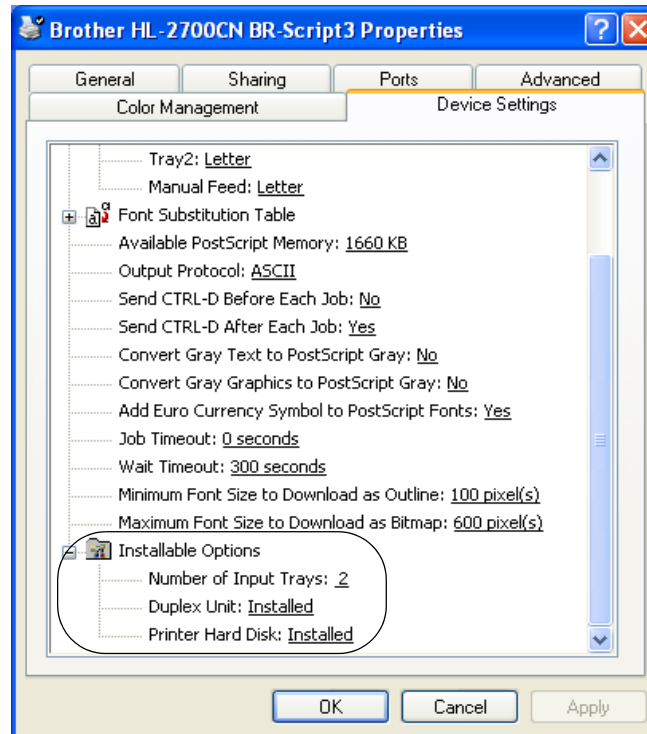 Brother HL-2700CN BR-Script3 Properties
General Sharing Ports Advanced
Color Management Device Settings
Tray2: Letter
Manual Feed: Letter
Font Substitution Table
Available PostScript Memory: 1660 KB
Output Protocol: ASCII
Send CTRL-D Before Each Job: No
Send CTRL-D After Each Job: Yes
Convert Gray Text to PostScript Gray: No
Convert Gray Graphics to PostScript Gray: No
Add Euro Currency Symbol to PostScript Fonts: Yes
Job Timeout: 0 seconds
Wait Timeout: 300 seconds
Minimum Font Size to Download as Outline: 100 pixel(s)
Maximum Font Size to Download as Bitmap: 600 pixel(s)
Installable Options
Number of Input Trays: 2
Duplex Unit: Installed
Printer Hard Disk: Installed
OK Cancel Apply